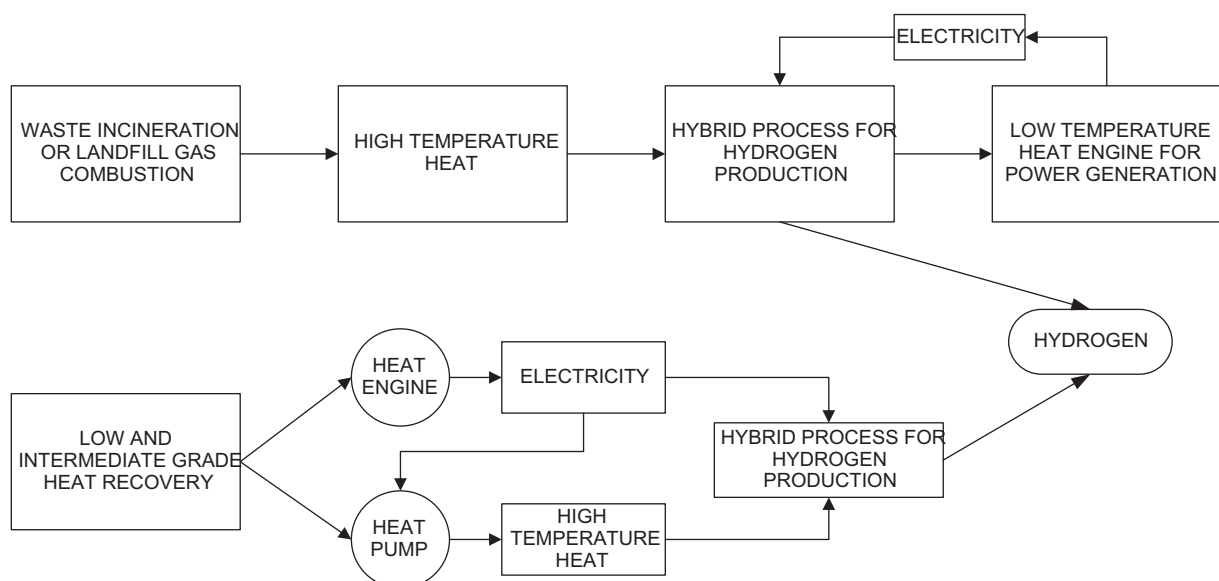 ELECTRICITY
WASTE INCINERATION
OR LANDFILL GAS
COMBUSTION
HIGH TEMPERATURE
HEAT
HYBRID PROCESS FOR
HYDROGEN
PRODUCTION
LOW TEMPERATURE
HEAT ENGINE FOR
POWER GENERATION
HYDROGEN
HEAT
ENGINE
ELECTRICITY
LOW AND
INTERMEDIATE GRADE
HEAT RECOVERY
HYBRID PROCESS FOR
HYDROGEN
PRODUCTION
HEAT
PUMP
HIGH
TEMPERATURE
HEAT